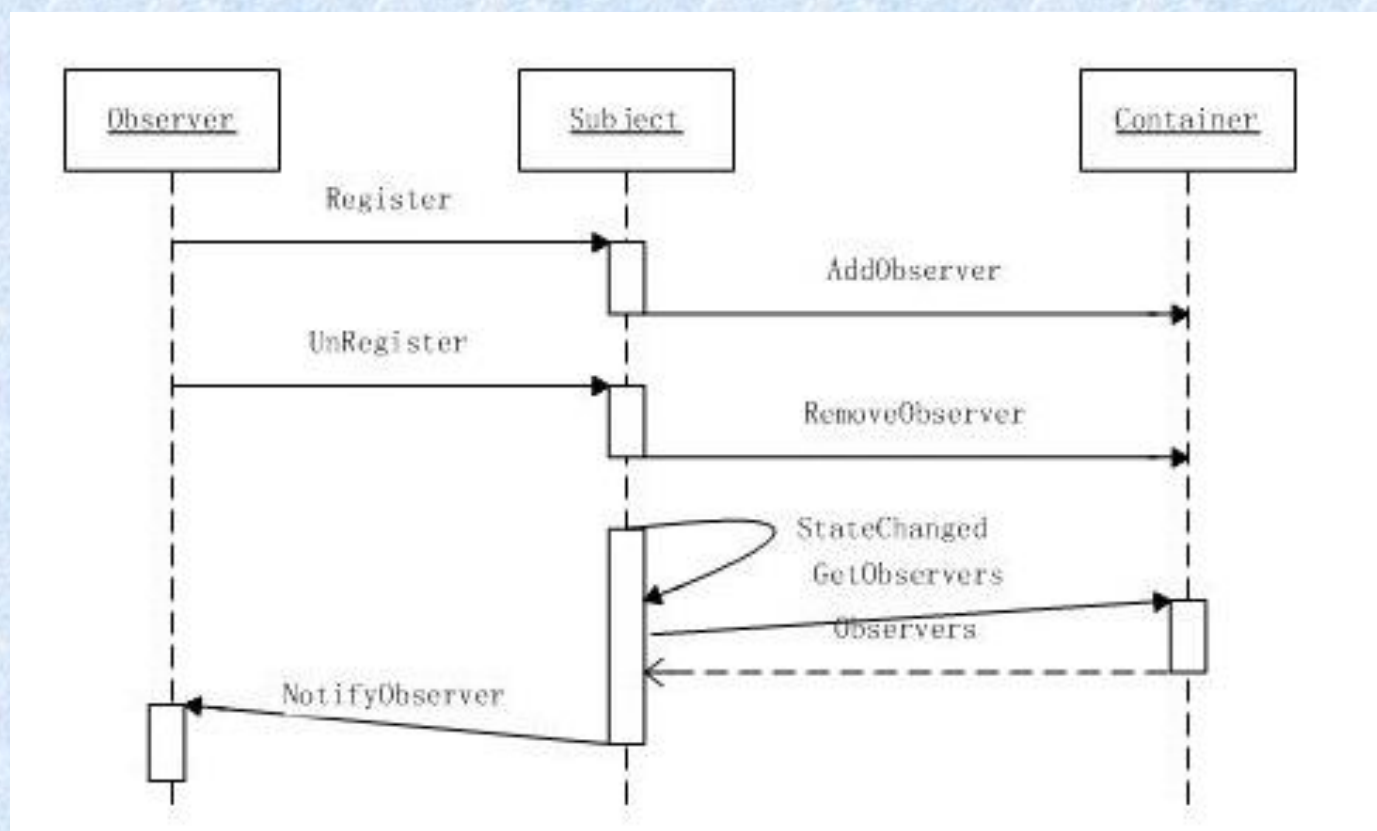 Observer
Subject
Container
Register
AddObserver
UnRegister
RemoveObserver
StateChanged
GetObservers
Observers
NotifyObserver